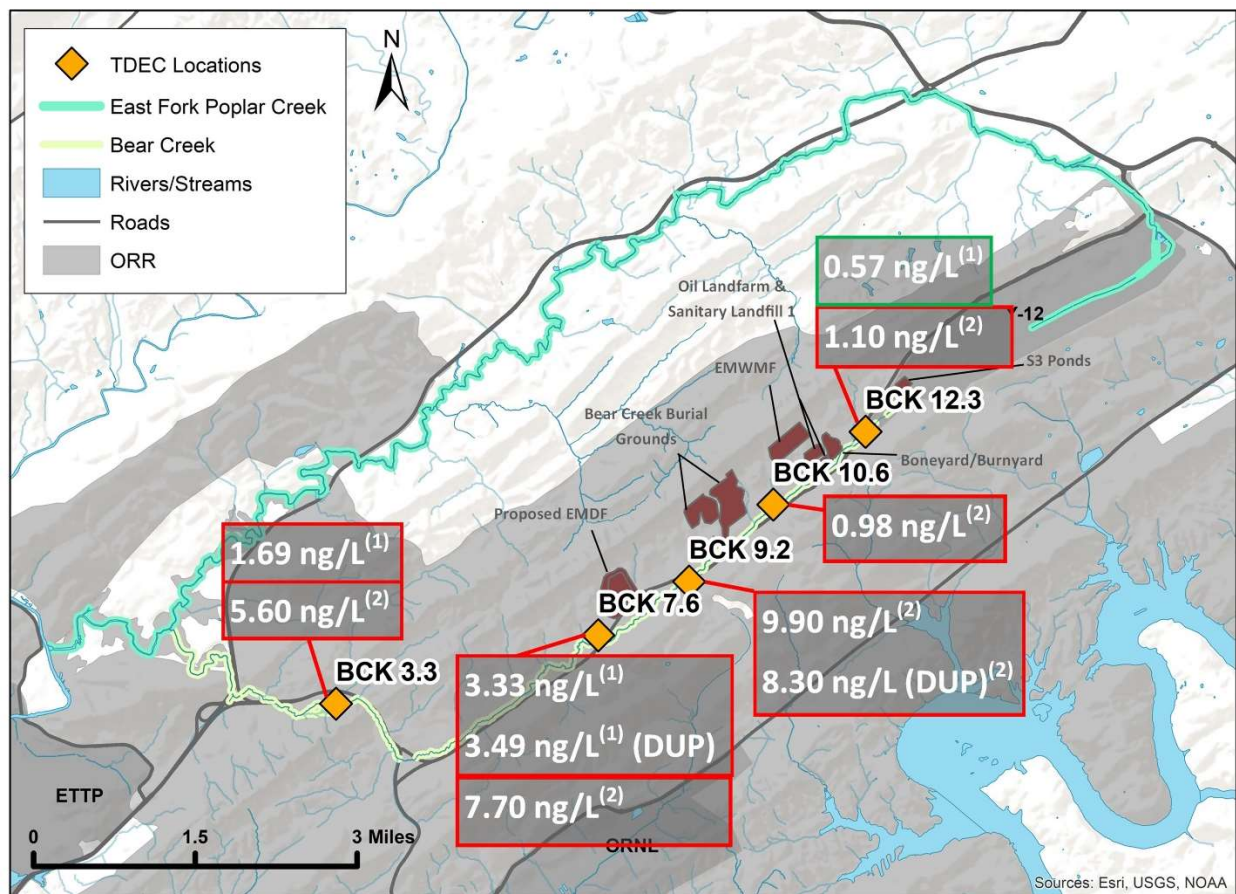 N
TDEC Locations
East Fork Poplar Creek
Bear Creek
Rivers/Streams
Roads
ORR
0.57 ng/L(1)
1.10 ng/L(2)
Oil Landfarm &
Sanitary Landfill 1
Y-12
EMWMF
S3 Ponds
BCK 12.3
Bear Creek Burial
Grounds
Boneyard/Burnyard
BCK 10.6
Proposed EMDF
0.98 ng/L(2)
1.69 ng/L(1)
5.60 ng/L(2)
BCK 9.2
BCK 7.6
9.90 ng/L(2)
8.30 ng/L (DUP)(2)
BCK 3.3
3.33 ng/L(1)
3.49 ng/L(1) (DUP)
7.70 ng/L(2)
ETTP
ORNL
0 1.5 3 Miles
Sources: Esri, USGS, NOAA